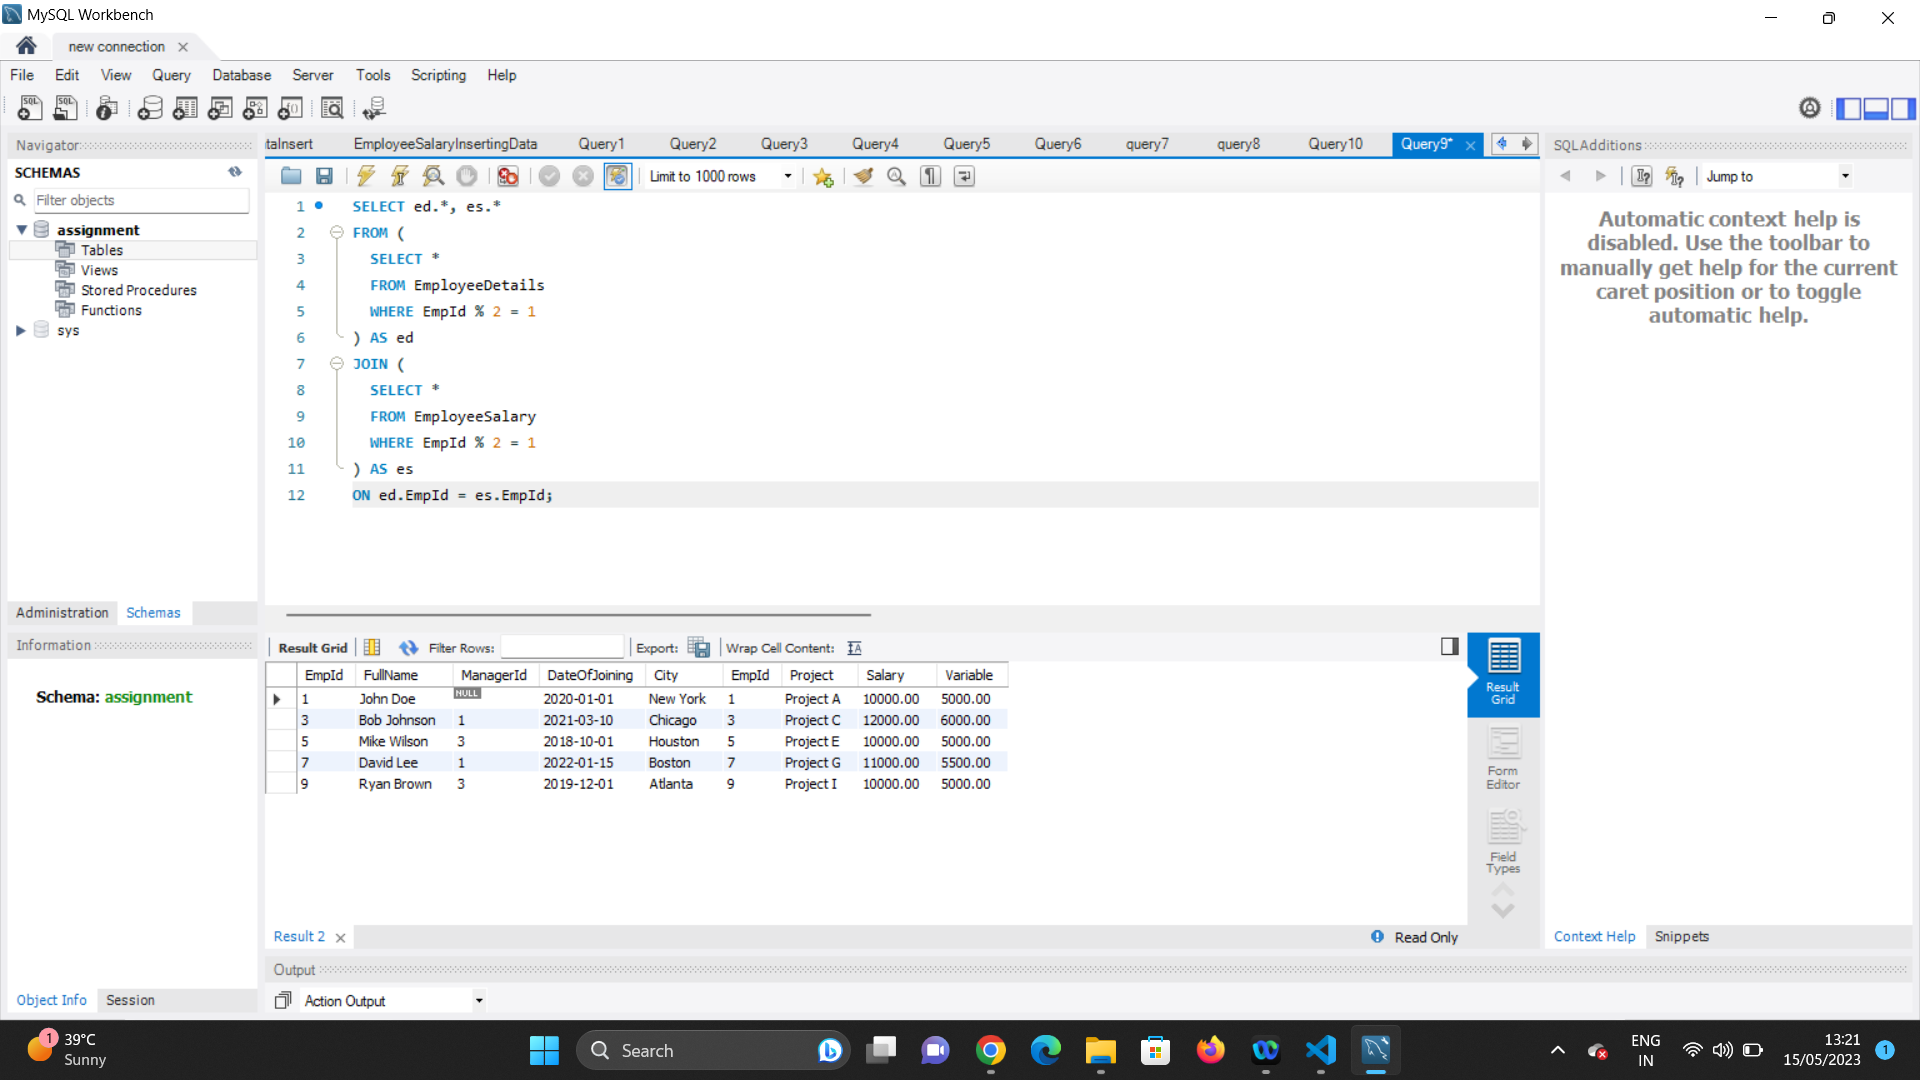 MySQL Workbench
new connection
File Edit View Query Database Server Tools Scripting Help
Navigator
taInsert EmployeeSalaryInsertingData Query1 Query2 Query3 Query4 Query5 Query6 query7 query8 Query10 Query9*
SQLAdditions
SCHEMAS
Limit to 1000 rows
Jump to
Filter objects
assignment
Tables
Views
Stored Procedures
Functions
sys
1 SELECT ed.*, es.*
2 FROM (
3 SELECT *
4 FROM EmployeeDetails
5 WHERE EmpId % 2 = 1
6 ) AS ed
7 JOIN (
8 SELECT *
9 FROM EmployeeSalary
10 WHERE EmpId % 2 = 1
11 ) AS es
12 ON ed.EmpId = es.EmpId;
Automatic context help is
disabled. Use the toolbar to
manually get help for the current
caret position or to toggle
automatic help.
Administration Schemas
Information
Schema: assignment
Result Grid Filter Rows: Export: Wrap Cell Content:
EmpId FullName ManagerId DateOfJoining City EmpId Project Salary Variable
1 John Doe NULL 2020-01-01 New York 1 Project A 10000.00 5000.00
3 Bob Johnson 1 2021-03-10 Chicago 3 Project C 12000.00 6000.00
5 Mike Wilson 3 2018-10-01 Houston 5 Project E 10000.00 5000.00
7 David Lee 1 2022-01-15 Boston 7 Project G 11000.00 5500.00
9 Ryan Brown 3 2019-12-01 Atlanta 9 Project I 10000.00 5000.00
Result
Grid
Form
Editor
Field
Types
Result 2
Read Only
Context Help Snippets
Output
Object Info Session
Action Output
1
39°C
Sunny
Search
ENG
IN
13:21
15/05/2023
1